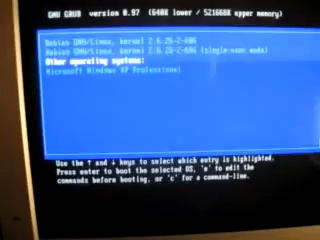 GNU GRUB version 0.97 (640K lower / 521668K upper memory)
Debian GNU/Linux, kernel 2.6.26-2-686
Debian GNU/Linux, kernel 2.6.26-2-686 (single-user mode)
Other operating systems:
Microsoft Windows XP Professional
Use the ↑ and ↓ keys to select which entry is highlighted.
Press enter to boot the selected OS, 'e' to edit the
commands before booting, or 'c' for a command-line.